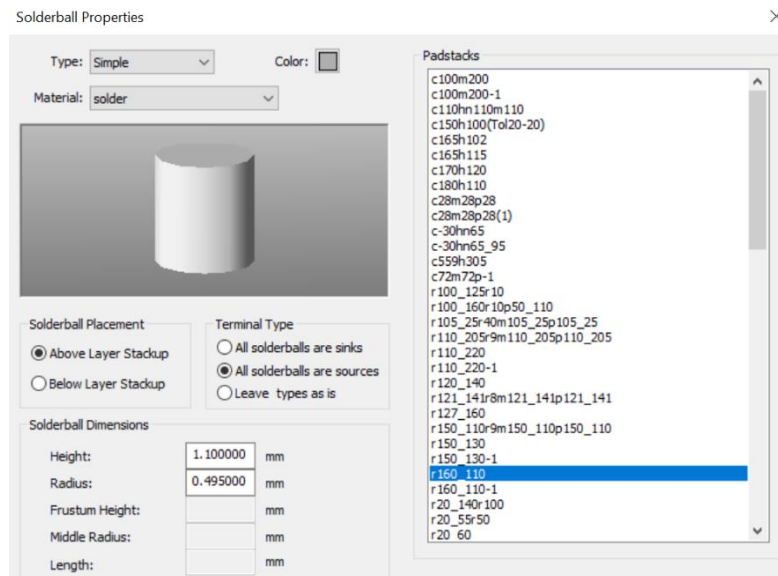 Solderball Properties
Type: Simple
Color:
Material: solder
Solderball Placement
Above Layer Stackup
Below Layer Stackup
Terminal Type
All solderballs are sinks
All solderballs are sources
Leave types as is
Solderball Dimensions
Height: 1.100000 mm
Radius: 0.495000 mm
Frustum Height: mm
Middle Radius: mm
Length: mm
Padstacks
c100m200
c100m200-1
c110hn110m110
c150h100(Tol20-20)
c165h102
c165h115
c170h120
c180h110
c28m28p28
c28m28p28(1)
c-30hn65
c-30hn65_95
c559h305
c72m72p-1
r100_125r10
r100_160r10p50_110
r105_25r40m105_25p105_25
r110_205r9m110_205p110_205
r110_220
r110_220-1
r120_140
r121_141r8m121_141p121_141
r127_160
r150_110r9m150_110p150_110
r150_130
r150_130-1
r160_110
r160_110-1
r20_140r100
r20_55r50
r20_60